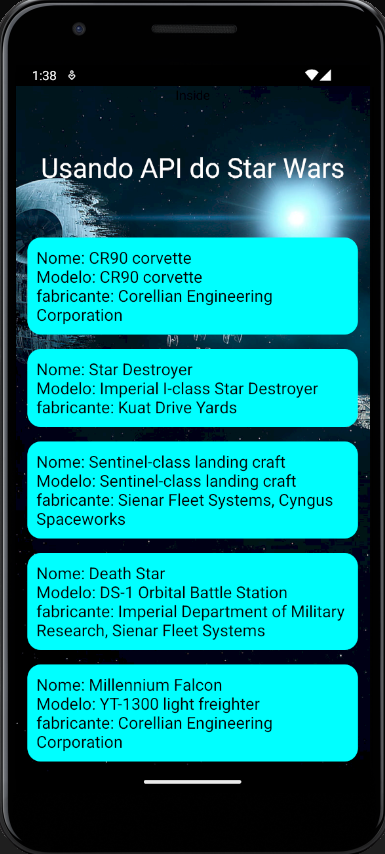 1:38
Inside
Usando API do Star Wars
Nome: CR90 corvette
Modelo: CR90 corvette
fabricante: Corellian Engineering
Corporation
Nome: Star Destroyer
Modelo: Imperial I-class Star Destroyer
fabricante: Kuat Drive Yards
Nome: Sentinel-class landing craft
Modelo: Sentinel-class landing craft
fabricante: Sienar Fleet Systems, Cyngus
Spaceworks
Nome: Death Star
Modelo: DS-1 Orbital Battle Station
fabricante: Imperial Department of Military
Research, Sienar Fleet Systems
Nome: Millennium Falcon
Modelo: YT-1300 light freighter
fabricante: Corellian Engineering
Corporation